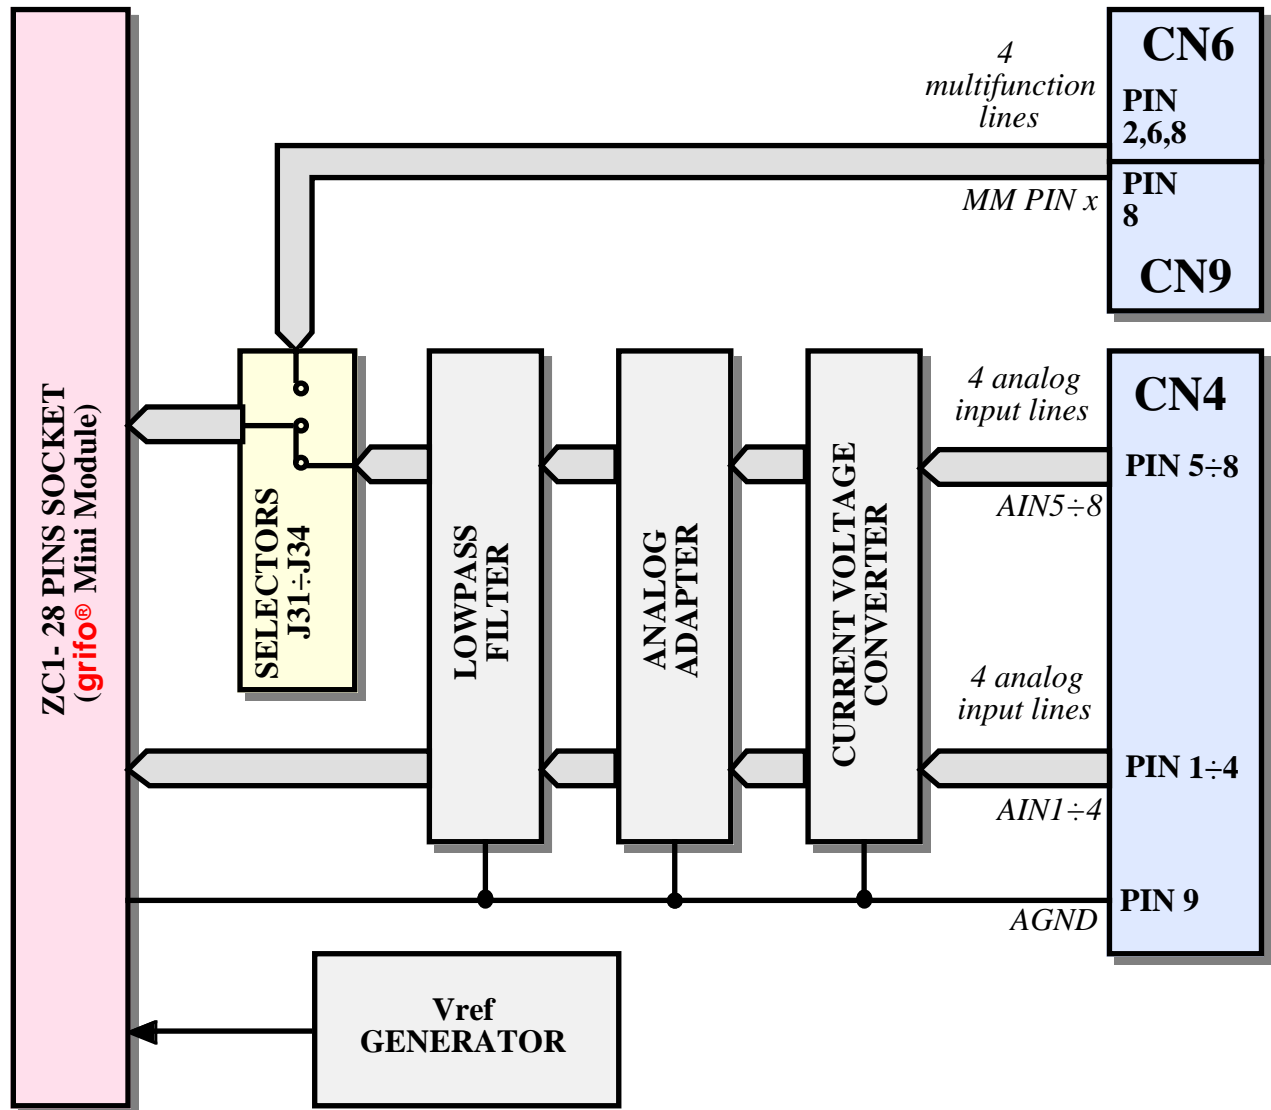 CN6
PIN
2,6,8
4
multifunction
lines
MM PIN x
PIN
8
CN9
ZC1- 28 PINS SOCKET
(grifo® Mini Module)
SELECTORS
J31÷J34
LOWPASS
FILTER
ANALOG
ADAPTER
CURRENT VOLTAGE
CONVERTER
4 analog
input lines
AIN5÷8
CN4
PIN 5÷8
4 analog
input lines
AIN1÷4
PIN 1÷4
AGND
PIN 9
Vref
GENERATOR